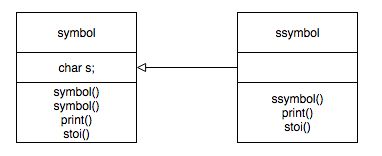 symbol
char s;
symbol()
symbol()
print()
stoi()
ssymbol
ssymbol()
print()
stoi()